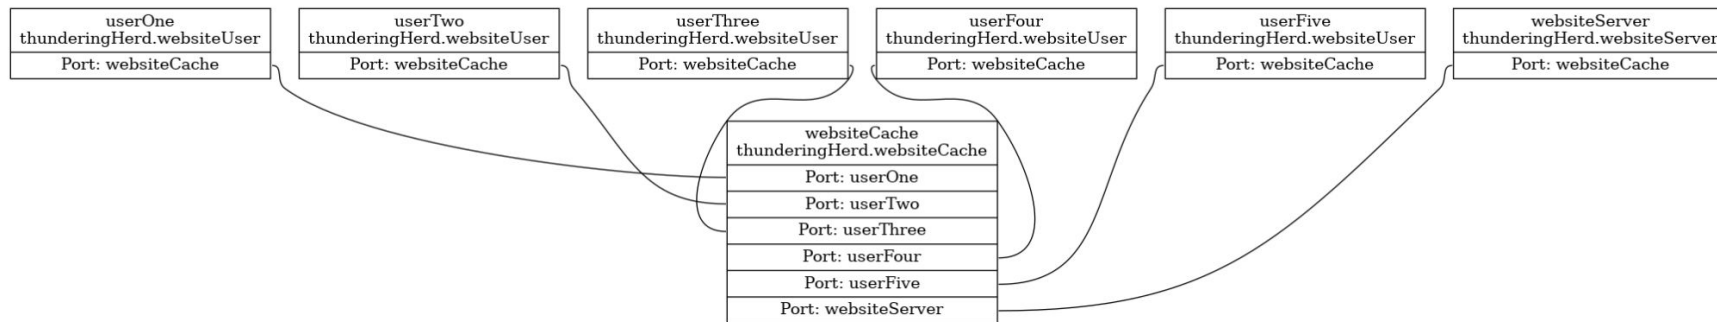 userOne
thunderingHerd.websiteUser
Port: websiteCache
userTwo
thunderingHerd.websiteUser
Port: websiteCache
userThree
thunderingHerd.websiteUser
Port: websiteCache
userFour
thunderingHerd.websiteUser
Port: websiteCache
userFive
thunderingHerd.websiteUser
Port: websiteCache
websiteServer
thunderingHerd.websiteServer
Port: websiteCache
websiteCache
thunderingHerd.websiteCache
Port: userOne
Port: userTwo
Port: userThree
Port: userFour
Port: userFive
Port: websiteServer